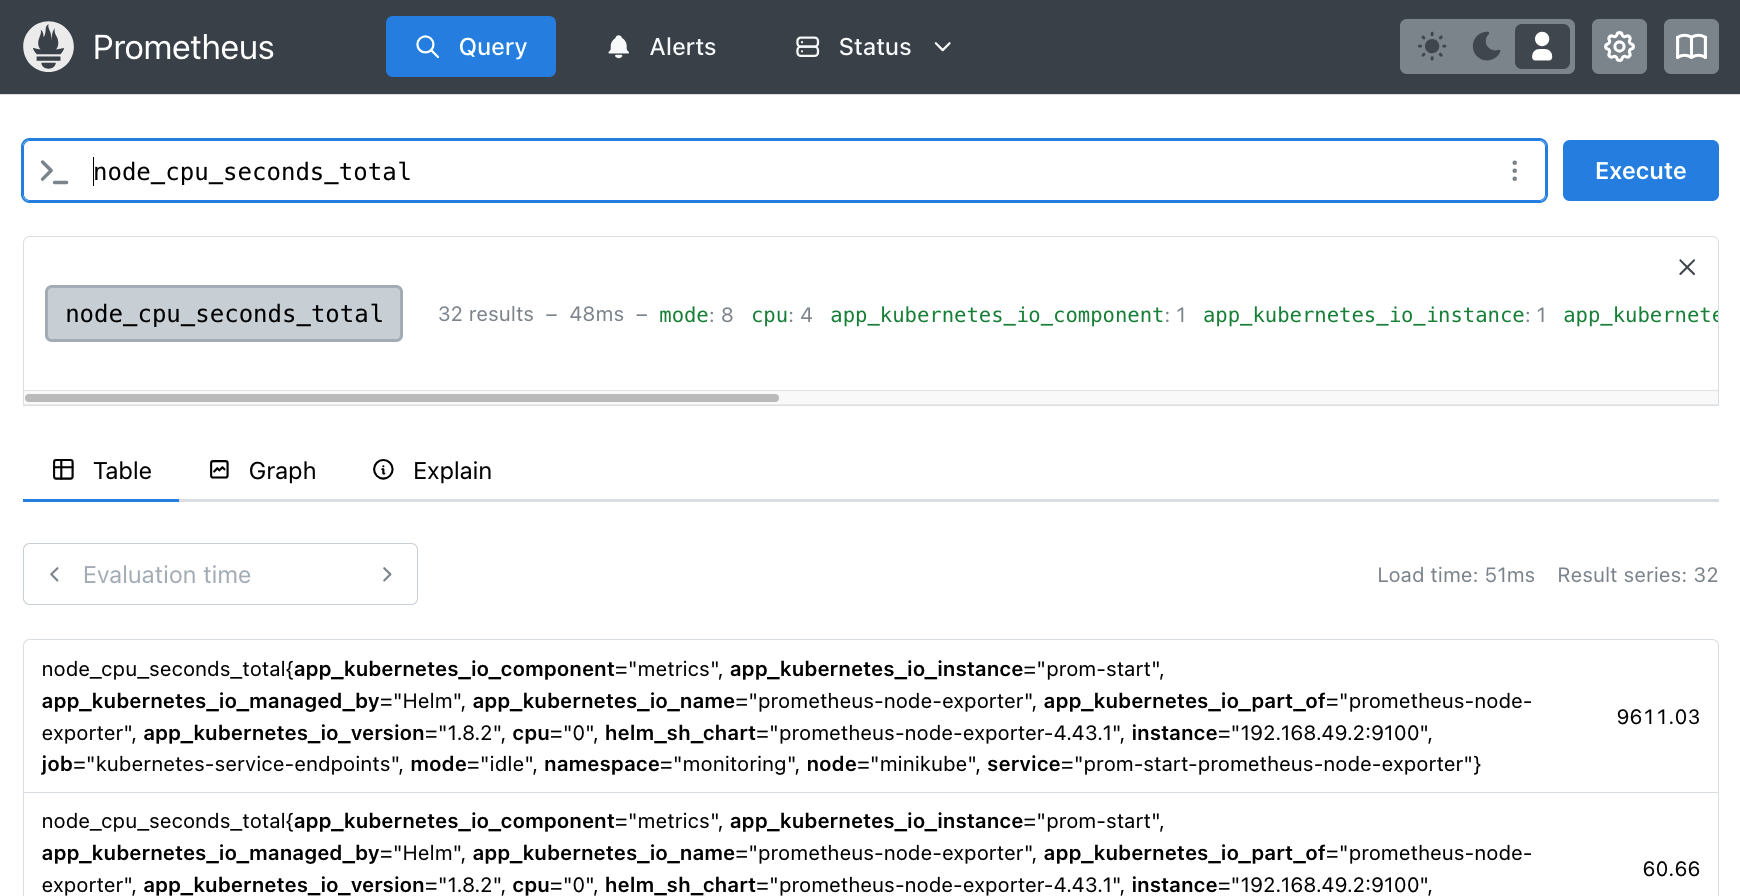 Prometheus
Query
Alerts
Status
>_ node_cpu_seconds_total
Execute
node_cpu_seconds_total
32 results – 48ms – mode: 8 cpu: 4 app_kubernetes_io_component: 1 app_kubernetes_io_instance: 1 app_kubernete
Table
Graph
Explain
Evaluation time
Load time: 51ms Result series: 32
node_cpu_seconds_total{app_kubernetes_io_component="metrics", app_kubernetes_io_instance="prom-start",
app_kubernetes_io_managed_by="Helm", app_kubernetes_io_name="prometheus-node-exporter", app_kubernetes_io_part_of="prometheus-node-
exporter", app_kubernetes_io_version="1.8.2", cpu="0", helm_sh_chart="prometheus-node-exporter-4.43.1", instance="192.168.49.2:9100",
job="kubernetes-service-endpoints", mode="idle", namespace="monitoring", node="minikube", service="prom-start-prometheus-node-exporter"}
9611.03
node_cpu_seconds_total{app_kubernetes_io_component="metrics", app_kubernetes_io_instance="prom-start",
app_kubernetes_io_managed_by="Helm", app_kubernetes_io_name="prometheus-node-exporter", app_kubernetes_io_part_of="prometheus-node-
exporter", app_kubernetes_io_version="1.8.2", cpu="0", helm_sh_chart="prometheus-node-exporter-4.43.1", instance="192.168.49.2:9100",
60.66